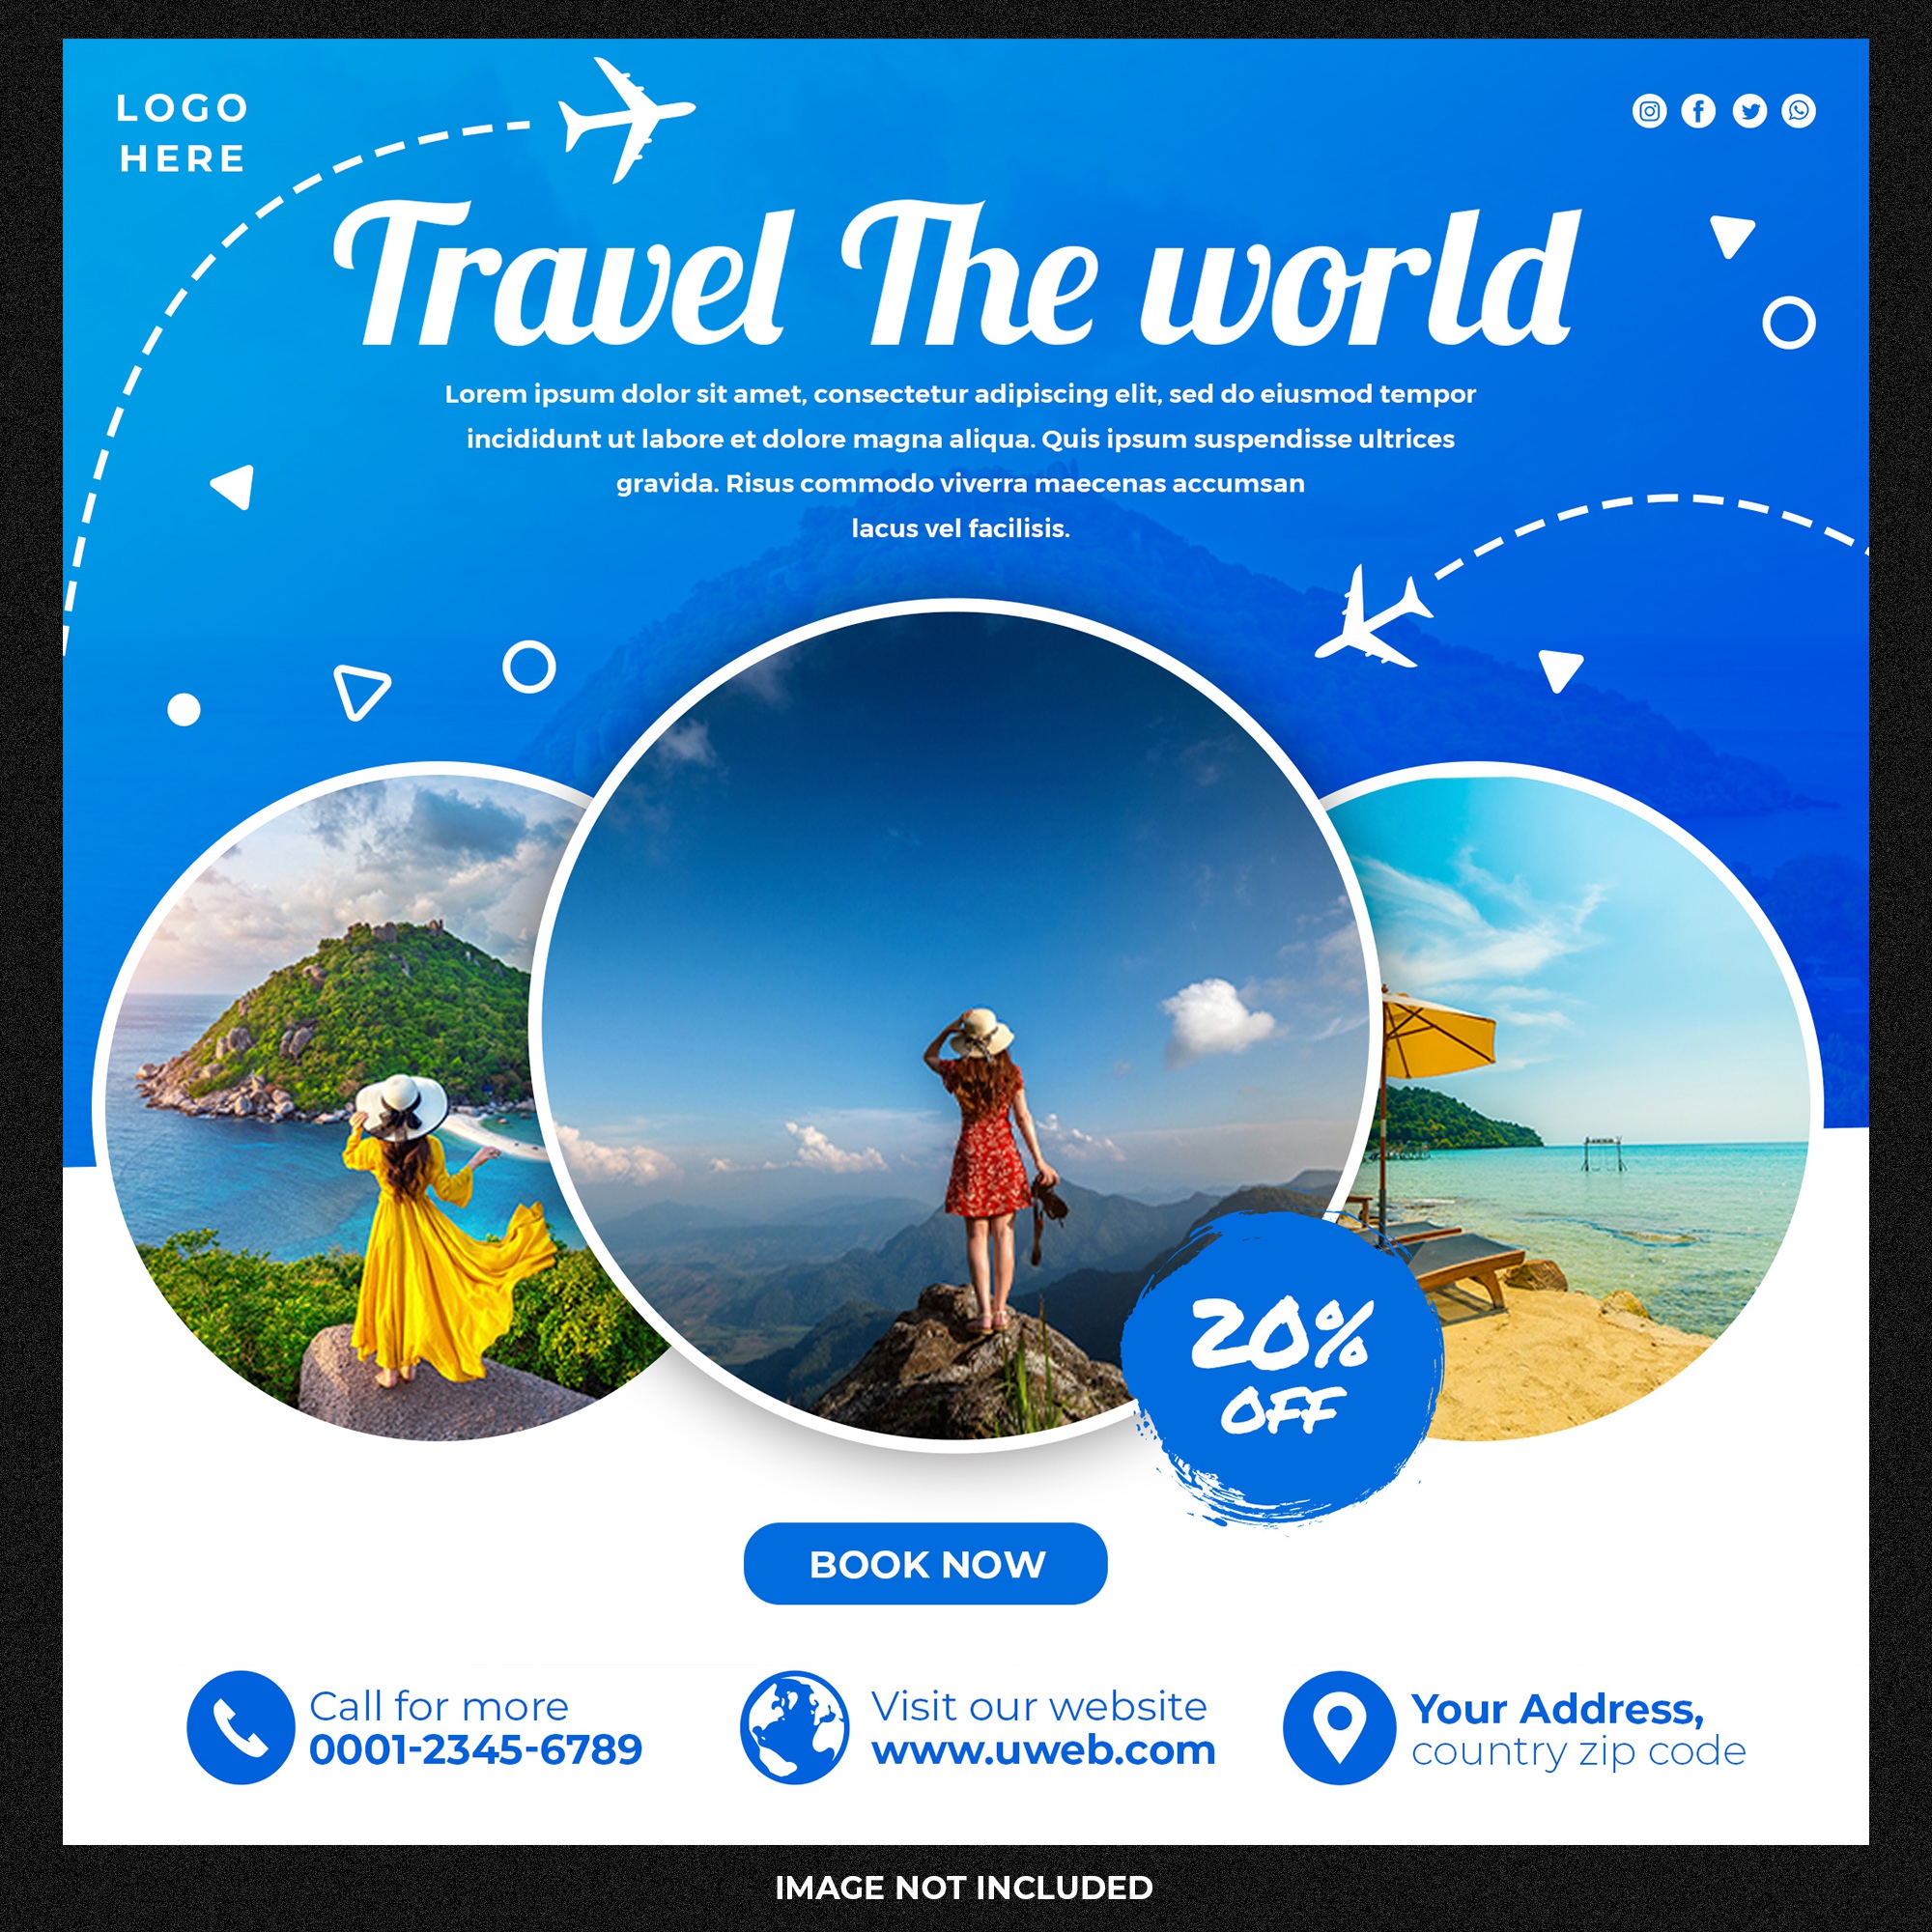 LOGO
HERE
Travel The world
Lorem ipsum dolor sit amet, consectetur adipiscing elit, sed do eiusmod tempor
incididunt ut labore et dolore magna aliqua. Quis ipsum suspendisse ultrices
gravida. Risus commodo viverra maecenas accumsan
lacus vel facilisis.
20%
OFF
BOOK NOW
Call for more
0001-2345-6789
Visit our website
www.uweb.com
Your Address,
country zip code
IMAGE NOT INCLUDED